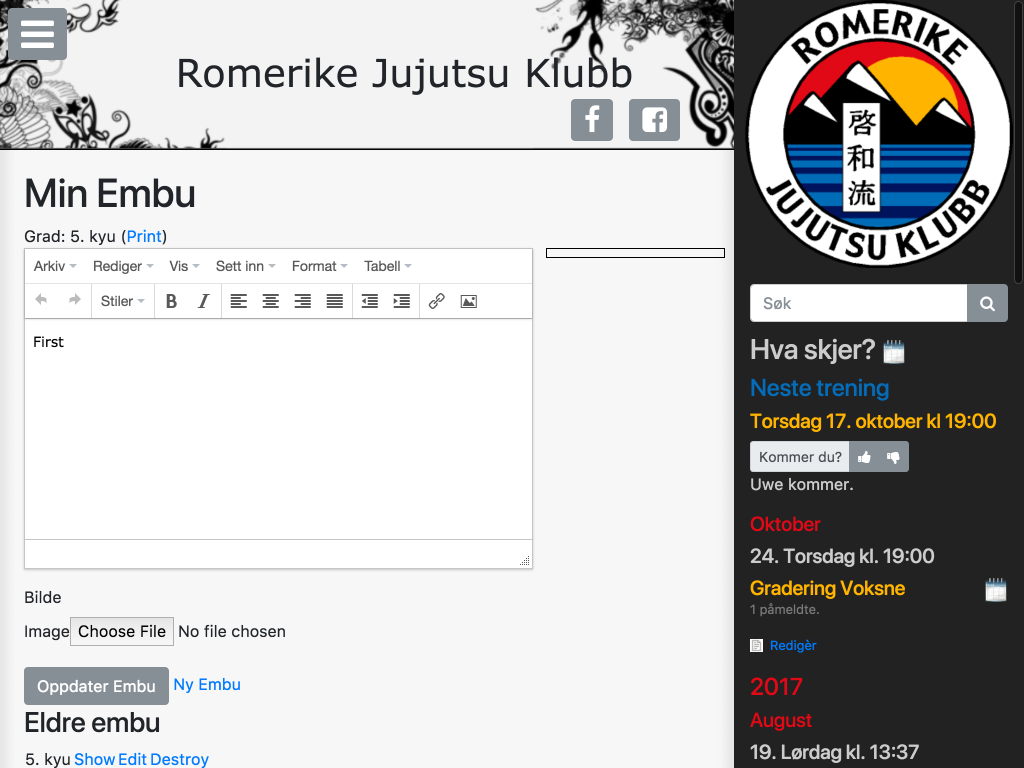 Romerike Jujutsu Klubb
Min Embu
Grad: 5. kyu (Print)
Arkiv Rediger Vis Sett inn Format Tabell
Stiler B I
First
Bilde
Image Choose File No file chosen
Oppdater Embu Ny Embu
Eldre embu
5. kyu Show Edit Destroy
ROMERIKE
啓和流
JUJUTSU KLUBB
Søk
Hva skjer?
Neste trening
Torsdag 17. oktober kl 19:00
Kommer du?
Uwe kommer.
Oktober
24. Torsdag kl. 19:00
Gradering Voksne
1 påmeldte.
Redigèr
2017
August
19. Lørdag kl. 13:37